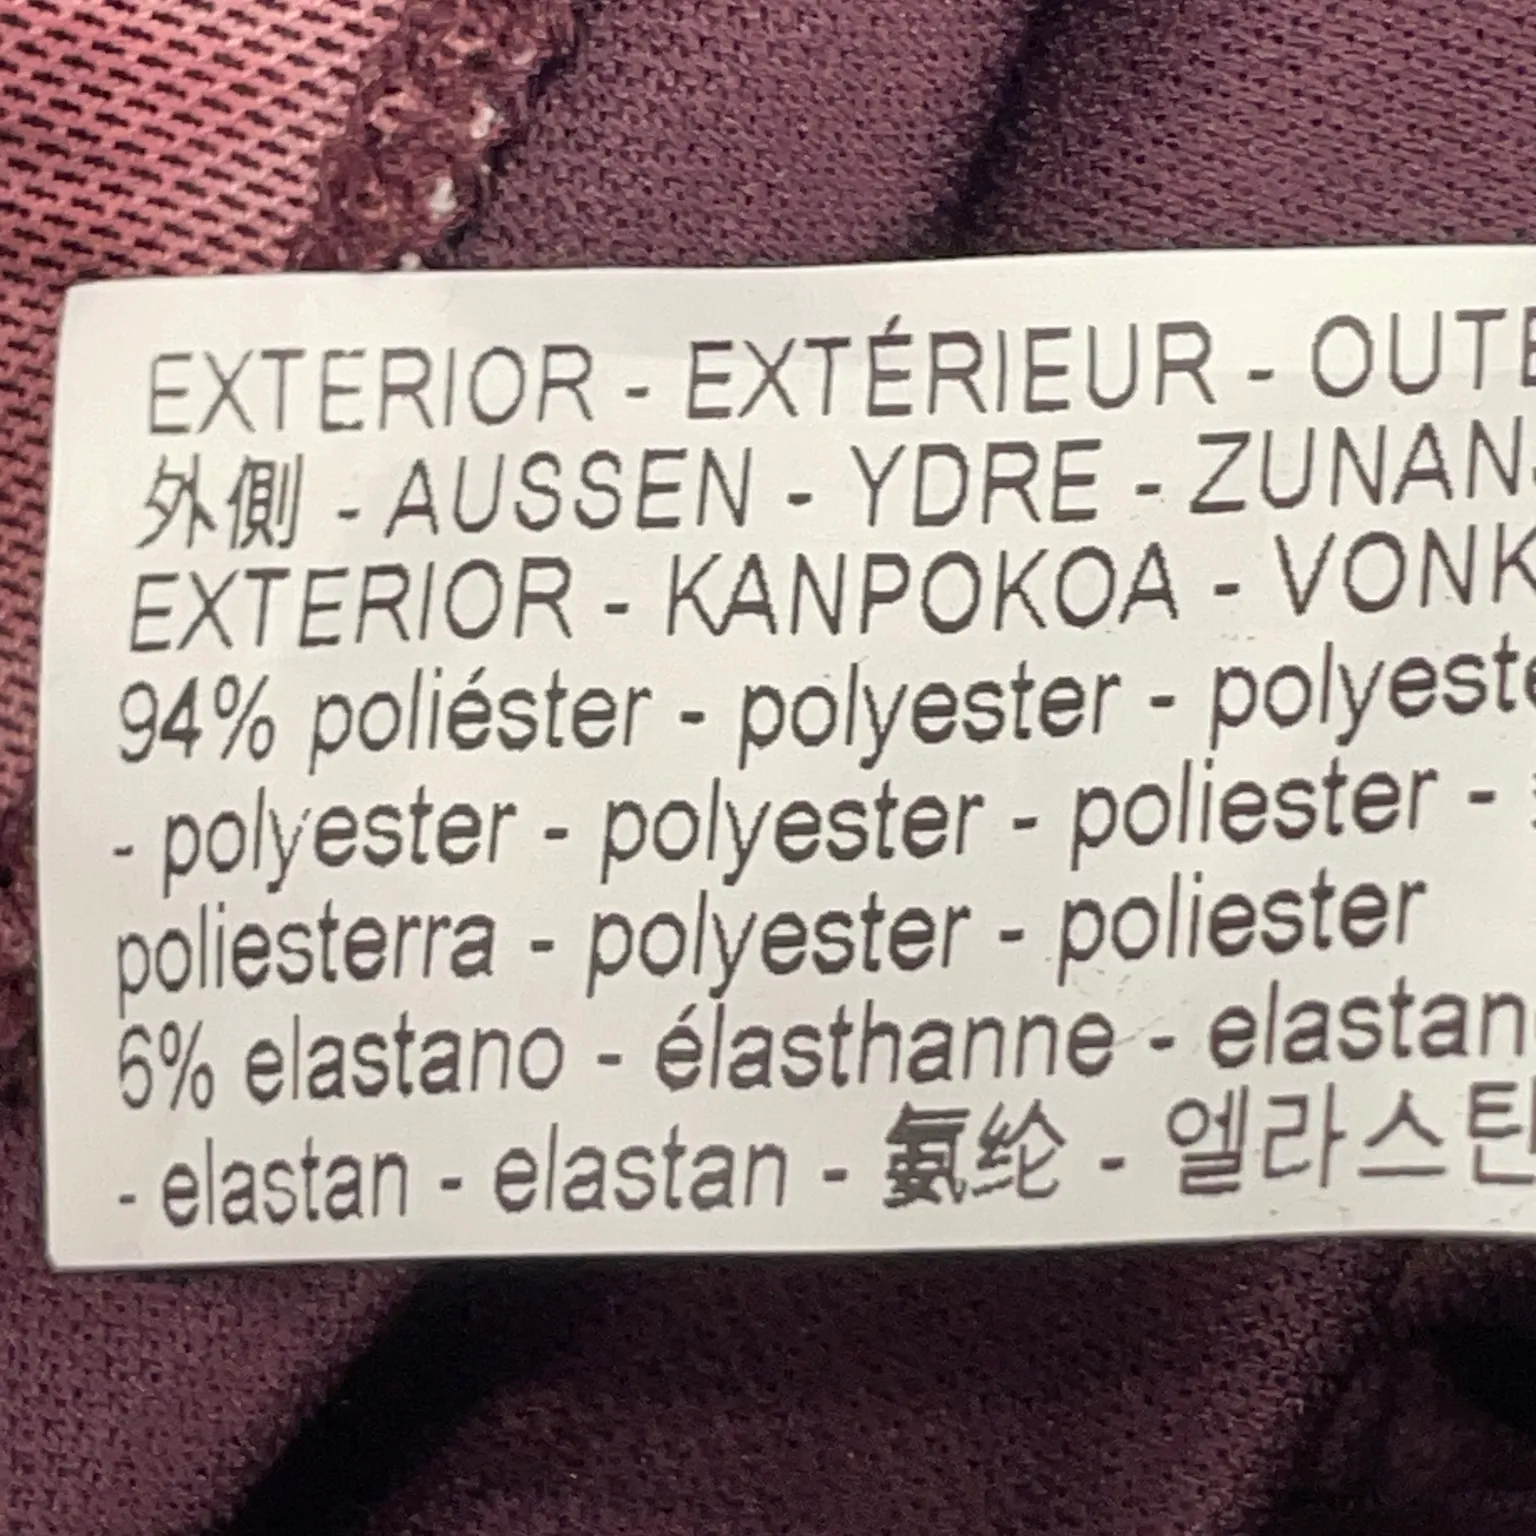 EXTERIOR - EXTÉRIEUR - OUTE
外側 - AUSSEN - YDRE - ZUNAN
EXTERIOR - KANPOKOA - VONK
94% poliéster - polyester - polyeste
- polyester - polyester - poliester -
poliesterra - polyester - poliester
6% elastano - élasthanne - elastan
- elastan - elastan - 氨纶 - 엘라스탄